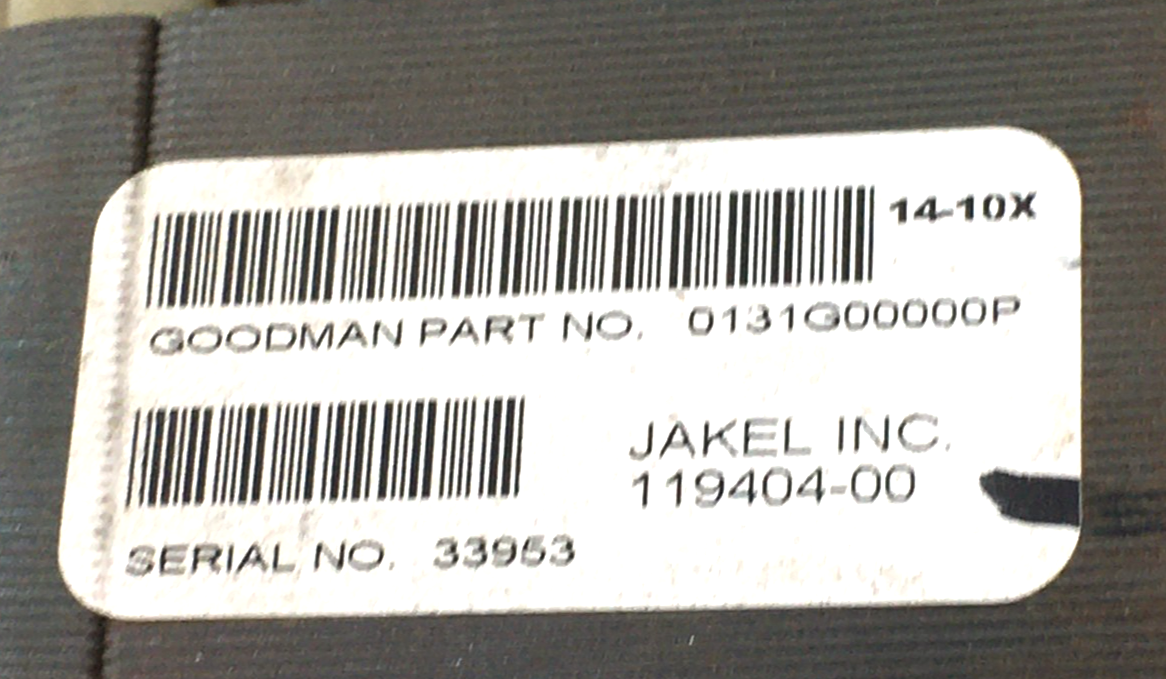 14-10X
GOODMAN PART NO. 0131G00000P
JAKEL INC.
119404-00
SERIAL NO. 33953